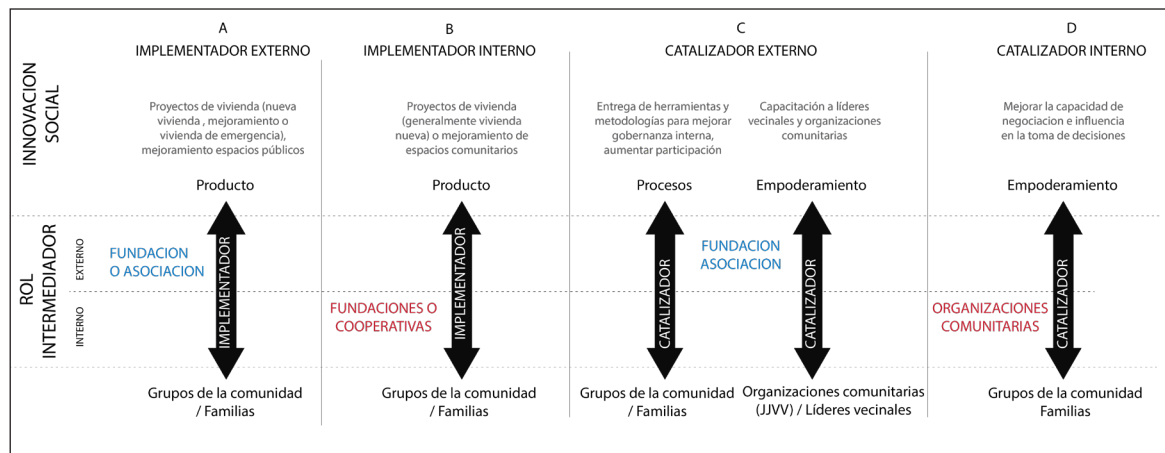 A
IMPLEMENTADOR EXTERNO
B
IMPLEMENTADOR INTERNO
C
CATALIZADOR EXTERNO
D
CATALIZADOR INTERNO
INNOVACION
SOCIAL
Proyectos de vivienda (nueva
vivienda , mejoramiento o
vivienda de emergencia),
mejoramiento espacios públicos
Proyectos de vivienda
(generalmente vivienda
nueva) o mejoramiento de
espacios comunitarios
Entrega de herramientas y
metodologías para mejorar
gobernanza interna,
aumentar participación
Capacitación a líderes
vecinales y organizaciones
comunitarias
Mejorar la capacidad de
negociacion e influencia
en la toma de decisiones
Producto
Producto
Procesos
Empoderamiento
Empoderamiento
ROL
INTERMEDIADOR
EXTERNO
INTERNO
FUNDACION
O ASOCIACION
IMPLEMENTADOR
FUNDACIONES O
COOPERATIVAS
IMPLEMENTADOR
CATALIZADOR
FUNDACION
ASOCIACION
CATALIZADOR
ORGANIZACIONES
COMUNITARIAS
CATALIZADOR
Grupos de la comunidad
/ Familias
Grupos de la comunidad
/ Familias
Grupos de la comunidad
/ Familias
Organizaciones comunitarias
(JJVV) / Líderes vecinales
Grupos de la comunidad
Familias